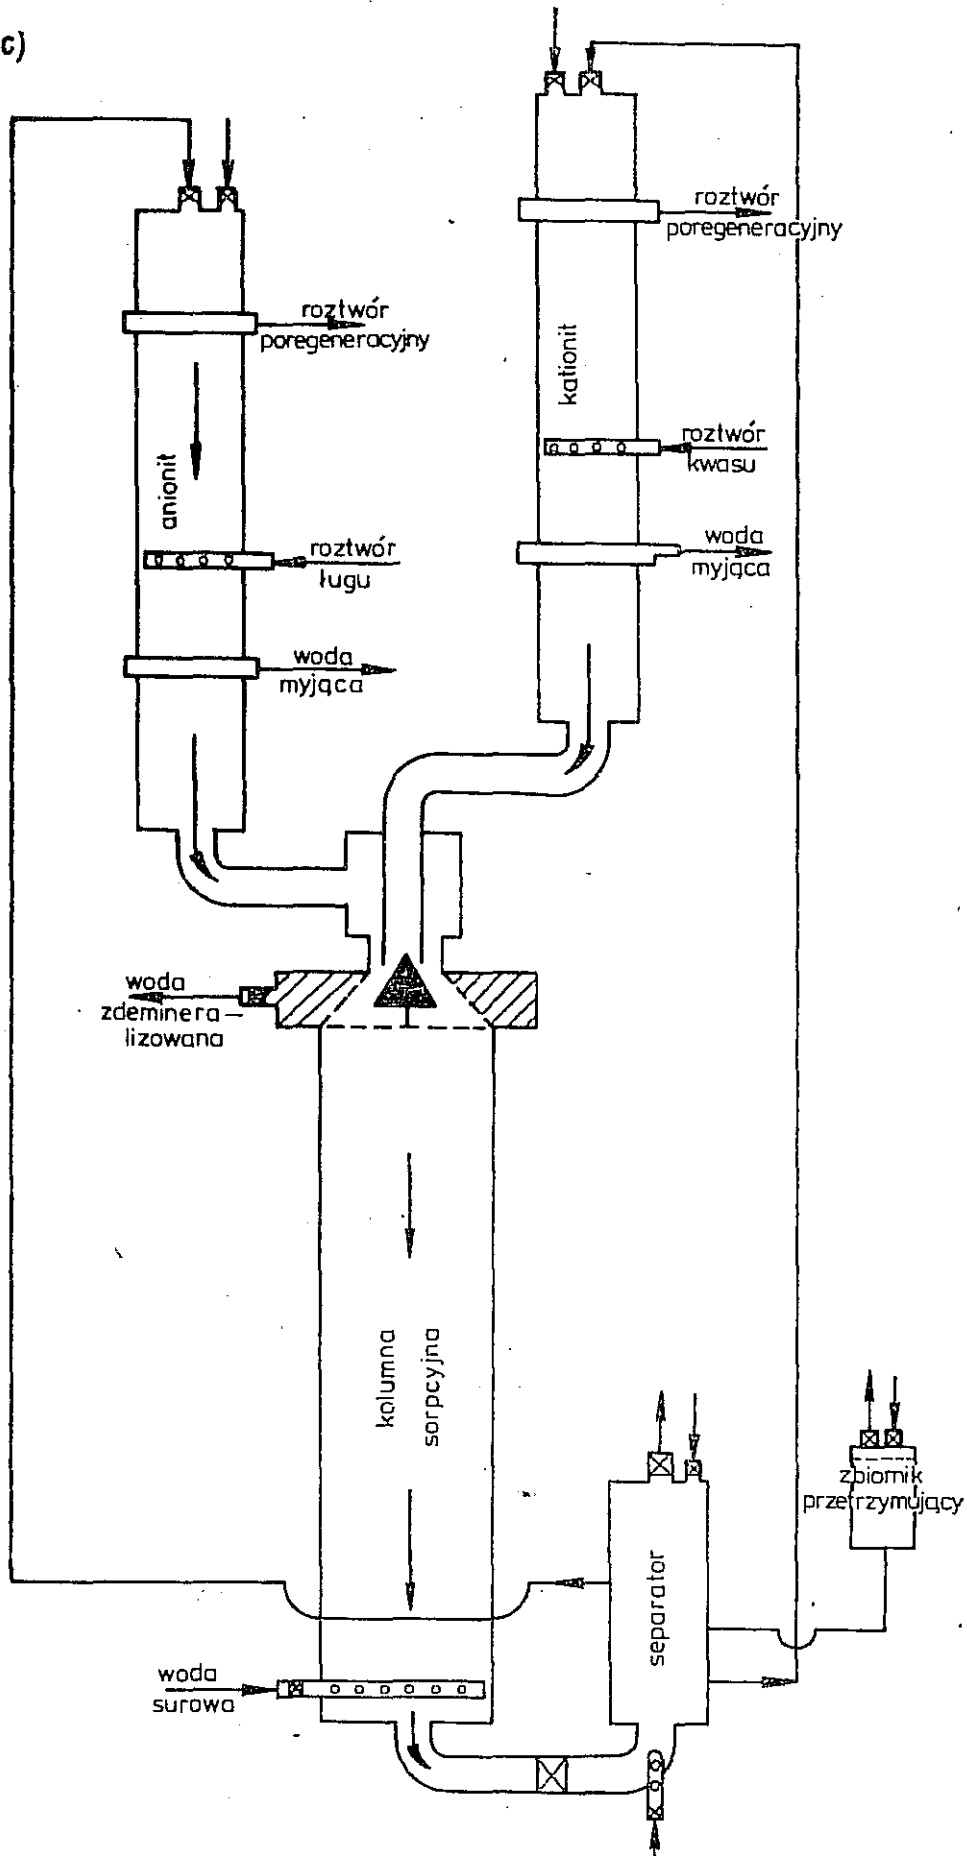 c)
roztwór
poregeneracyjny
roztwór
poregeneracyjny
kationit
roztwór
kwasu
anionit
woda
myjąca
roztwór
ługu
woda
myjąca
woda
zdeminera-
lizowana
kolumna
sorpcyjna
zbiornik
przetrzymujący
separator
woda
surowa